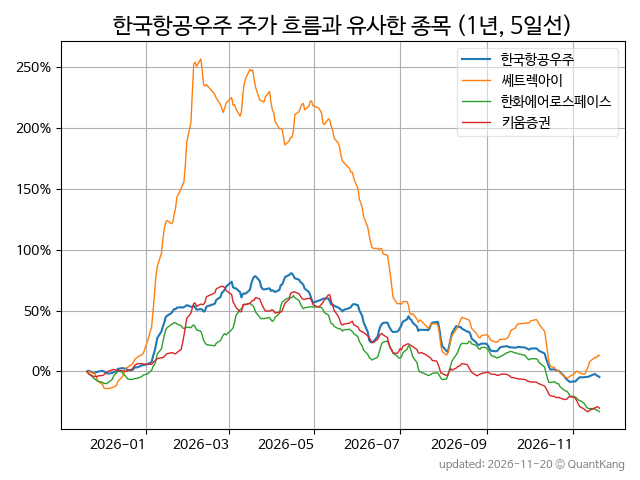 한국항공우주 주가 흐름과 유사한 종목 (1년, 5일선)
한국항공우주
쎄트렉아이
한화에어로스페이스
키움증권
250%
200%
150%
100%
50%
0%
2026-01 2026-03 2026-05 2026-07 2026-09 2026-11
updated: 2026-11-20 © QuantKang